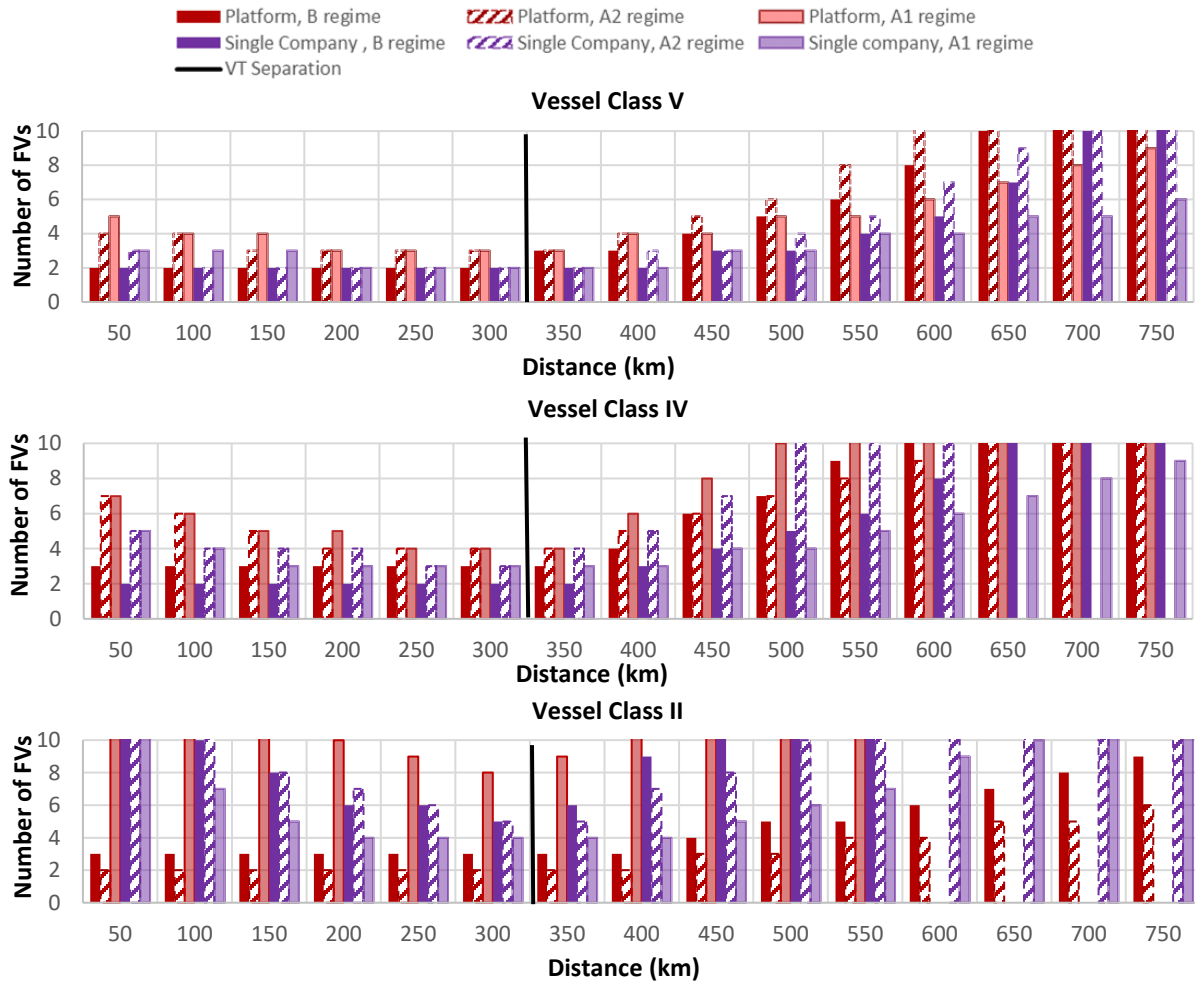 Platform, B regime Platform, A2 regime Platform, A1 regime
Single Company , B regime Single Company, A2 regime Single company, A1 regime
VT Separation
Vessel Class V
Number of FVs
10
8
6
4
2
0
50 100 150 200 250 300 350 400 450 500 550 600 650 700 750
Distance (km)
Vessel Class IV
Number of FVs
10
8
6
4
2
0
50 100 150 200 250 300 350 400 450 500 550 600 650 700 750
Distance (km)
Vessel Class II
Number of FVs
10
8
6
4
2
0
50 100 150 200 250 300 350 400 450 500 550 600 650 700 750
Distance (km)